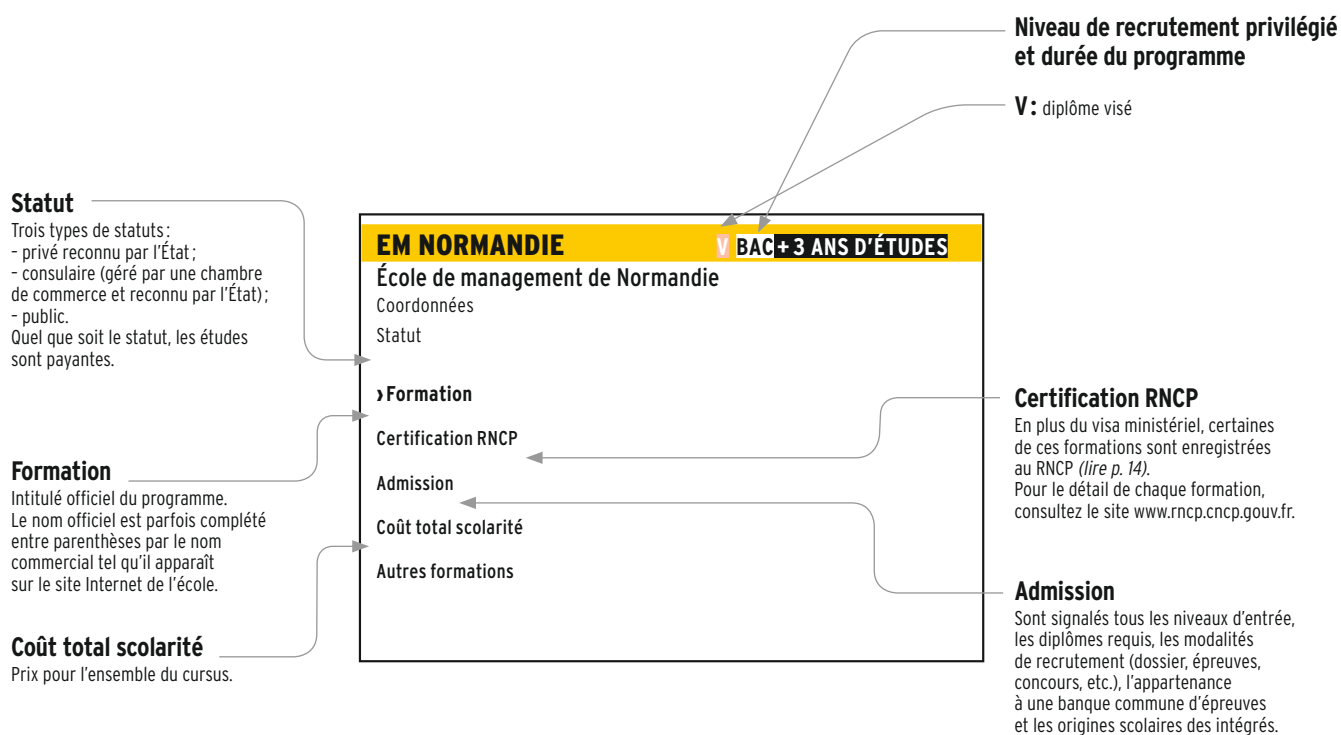 Niveau de recrutement privilégié
et durée du programme
V : diplôme visé
Statut
Trois types de statuts :
- privé reconnu par l'État ;
- consulaire (géré par une chambre
de commerce et reconnu par l'État) ;
- public.
Quel que soit le statut, les études
sont payantes.
Formation
Intitulé officiel du programme.
Le nom officiel est parfois complété
entre parenthèses par le nom
commercial tel qu'il apparaît
sur le site Internet de l'école.
Coût total scolarité
Prix pour l'ensemble du cursus.
EM NORMANDIE V BAC + 3 ANS D'ÉTUDES
École de management de Normandie
Coordonnées
Statut
› Formation
Certification RNCP
Admission
Coût total scolarité
Autres formations
Certification RNCP
En plus du visa ministériel, certaines
de ces formations sont enregistrées
au RNCP (lire p. 14).
Pour le détail de chaque formation,
consultez le site www.rncp.cncp.gouv.fr.
Admission
Sont signalés tous les niveaux d'entrée,
les diplômes requis, les modalités
de recrutement (dossier, épreuves,
concours, etc.), l'appartenance
à une banque commune d'épreuves
et les origines scolaires des intégrés.